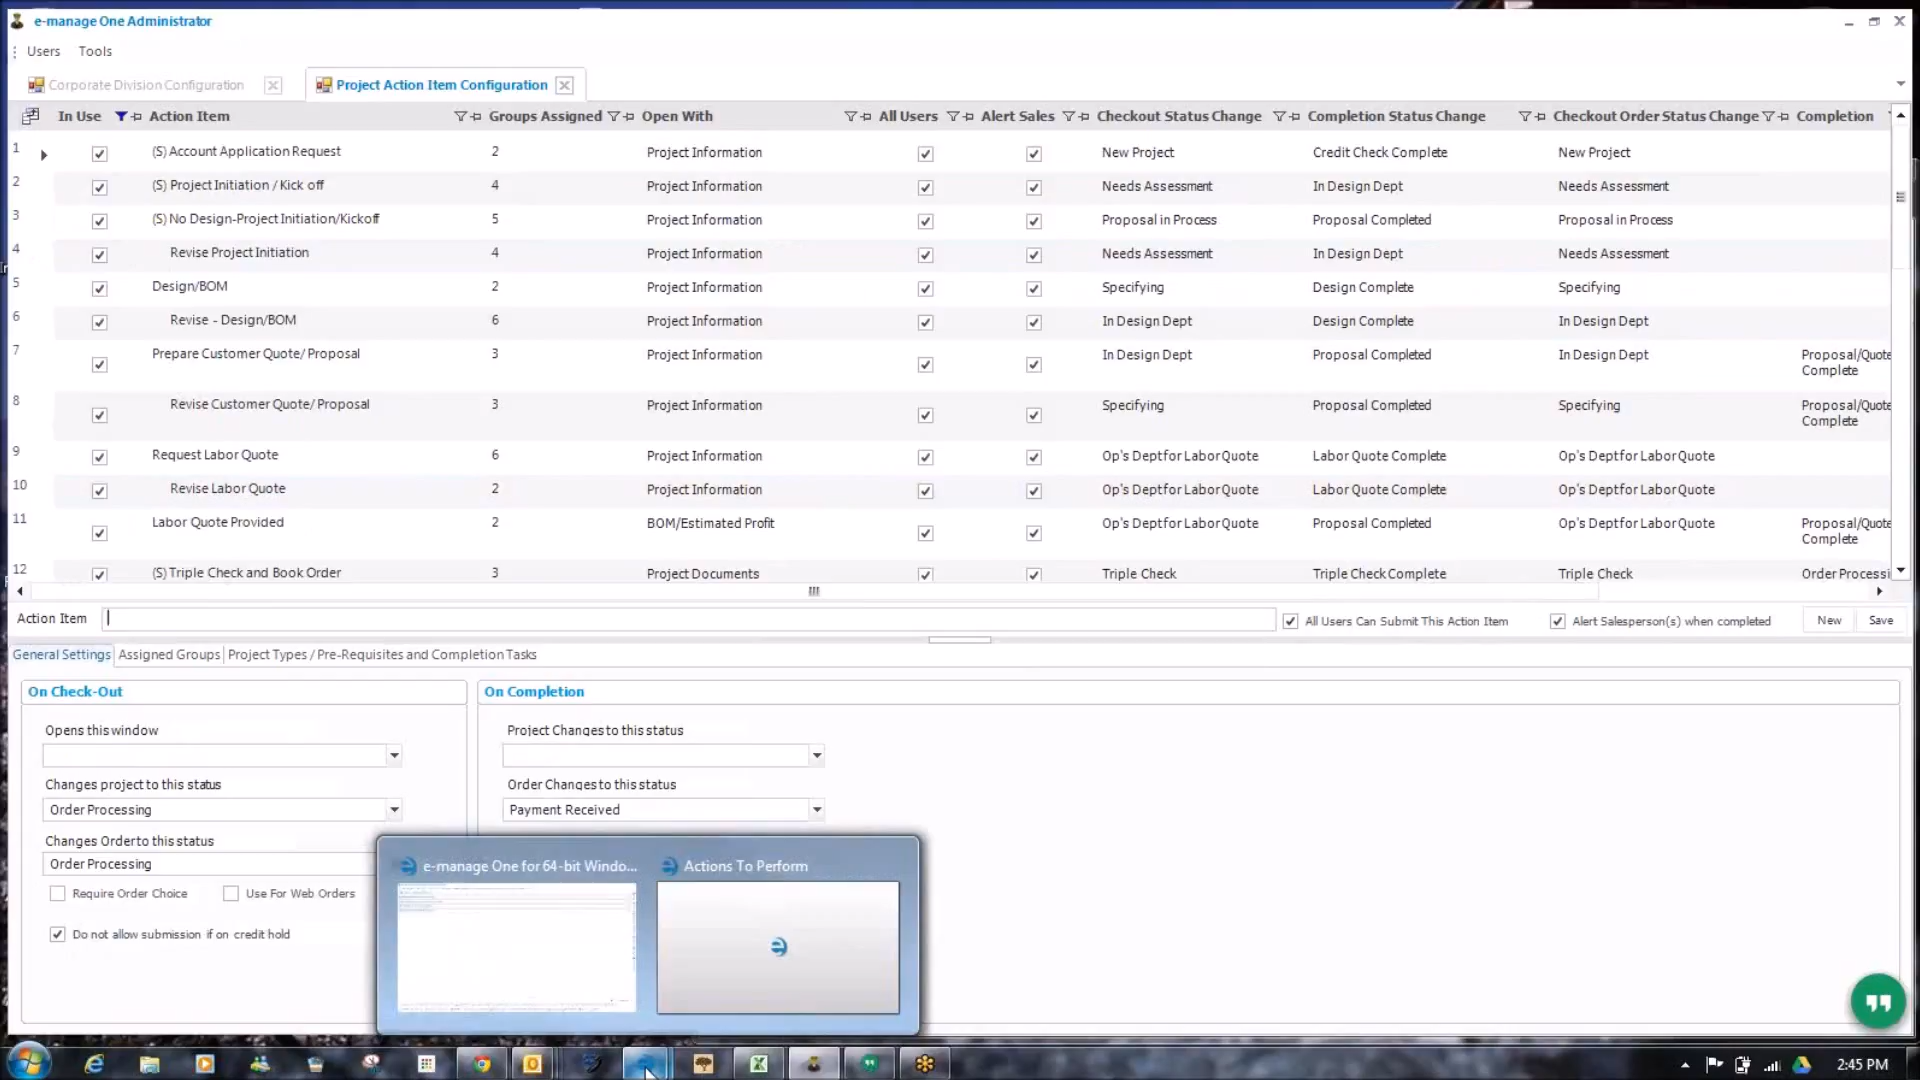 e-manage One Administrator
Users Tools
Corporate Division Configuration Project Action Item Configuration
In Use Action Item Groups Assigned Open With All Users Alert Sales Checkout Status Change Completion Status Change Checkout Order Status Change Completion
1 (S) Account Application Request 2 Project Information New Project Credit Check Complete New Project
2 (S) Project Initiation / Kick off 4 Project Information Needs Assessment In Design Dept Needs Assessment
3 (S) No Design-Project Initiation/Kickoff 5 Project Information Proposal in Process Proposal Completed Proposal in Process
4 Revise Project Initiation 4 Project Information Needs Assessment In Design Dept Needs Assessment
5 Design/BOM 2 Project Information Specifying Design Complete Specifying
6 Revise - Design/BOM 6 Project Information In Design Dept Design Complete In Design Dept
7 Prepare Customer Quote/ Proposal 3 Project Information In Design Dept Proposal Completed In Design Dept Proposal/Quote
Complete
8 Revise Customer Quote/ Proposal 3 Project Information Specifying Proposal Completed Specifying Proposal/Quote
Complete
9 Request Labor Quote 6 Project Information Op's Dept for Labor Quote Labor Quote Complete Op's Dept for Labor Quote
10 Revise Labor Quote 2 Project Information Op's Dept for Labor Quote Labor Quote Complete Op's Dept for Labor Quote
11 Labor Quote Provided 2 BOM/Estimated Profit Op's Dept for Labor Quote Proposal Completed Op's Dept for Labor Quote Proposal/Quote
Complete
12 (S) Triple Check and Book Order 3 Project Documents Triple Check Triple Check Complete Triple Check Order Processi
Action Item All Users Can Submit This Action Item Alert Salesperson(s) when completed New Save
General Settings Assigned Groups Project Types / Pre-Requisites and Completion Tasks
On Check-Out On Completion
Opens this window Project Changes to this status
Changes project to this status Order Changes to this status
Order Processing Payment Received
Changes Order to this status
Order Processing
e-manage One for 64-bit Windo... Actions To Perform
Require Order Choice Use For Web Orders
Do not allow submission if on credit hold
2:45 PM